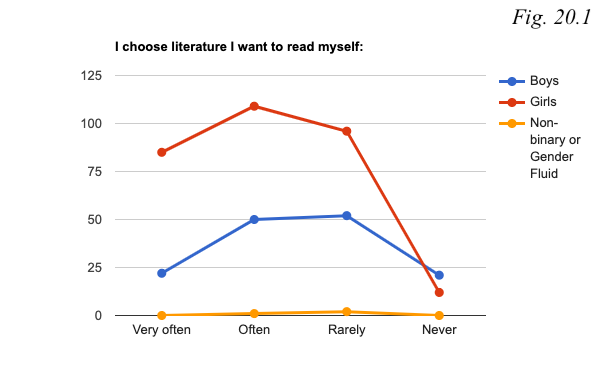 Fig. 20.1
I choose literature I want to read myself:
125
100
75
50
25
0
Very often
Often
Rarely
Never
Boys
Girls
Non-
binary or
Gender
Fluid